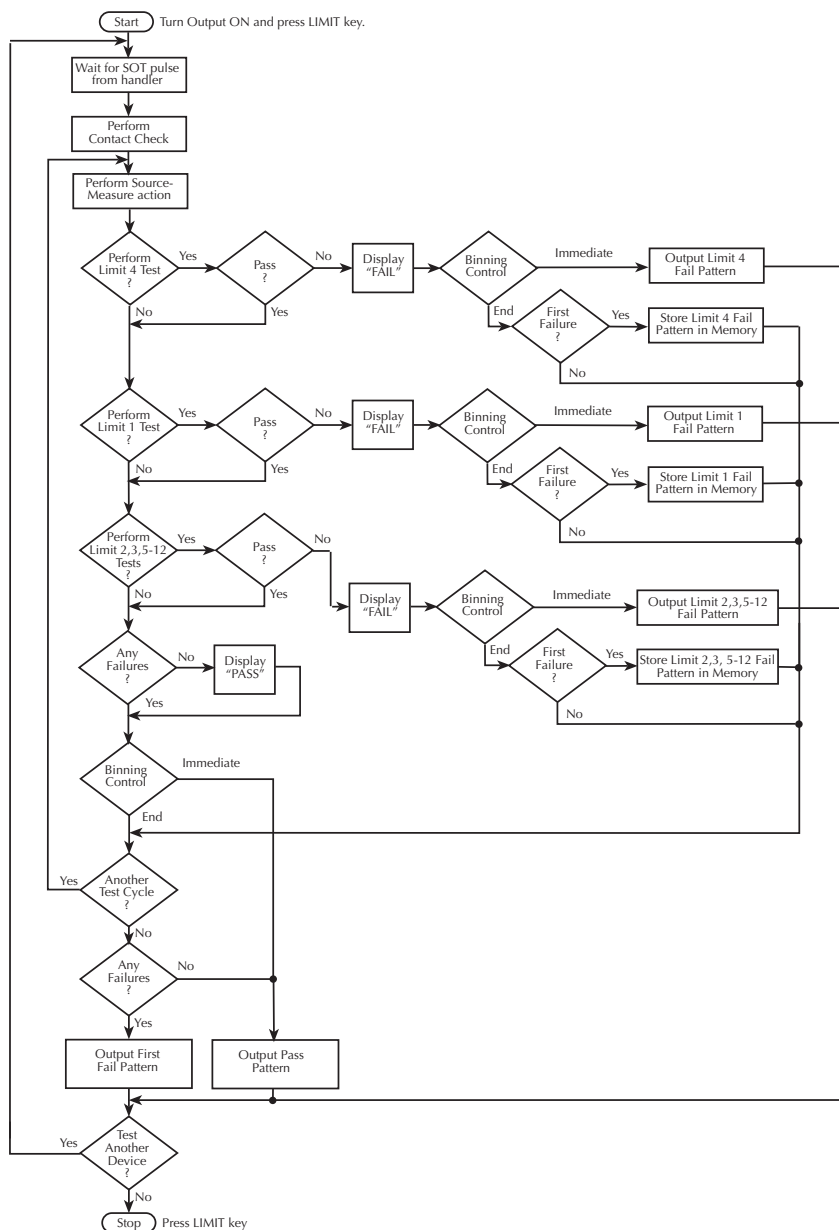 Start
Turn Output ON and press LIMIT key.
Wait for SOT pulse
from handler
Perform
Contact Check
Perform Source-
Measure action
Perform
Limit 4 Test
?
Yes
No
Pass
?
No
Yes
Display
“FAIL”
Binning
Control
Immediate
End
Output Limit 4
Fail Pattern
First
Failure
?
Yes
No
Store Limit 4 Fail
Pattern in Memory
Perform
Limit 1 Test
?
Yes
No
Pass
?
No
Yes
Display
“FAIL”
Binning
Control
Immediate
End
Output Limit 1
Fail Pattern
First
Failure
?
Yes
No
Store Limit 1 Fail
Pattern in Memory
Perform
Limit 2,3,5-12
Tests
?
Yes
No
Pass
?
No
Yes
Display
“FAIL”
Binning
Control
Immediate
End
Output Limit 2,3,5-12
Fail Pattern
First
Failure
?
Yes
No
Store Limit 2,3, 5-12 Fail
Pattern in Memory
Any
Failures
?
No
Yes
Display
“PASS”
Binning
Control
Immediate
End
Another
Test Cycle
?
Yes
No
Any
Failures
?
No
Yes
Output First
Fail Pattern
Output Pass
Pattern
Test
Another
Device
?
Yes
No
Stop
Press LIMIT key